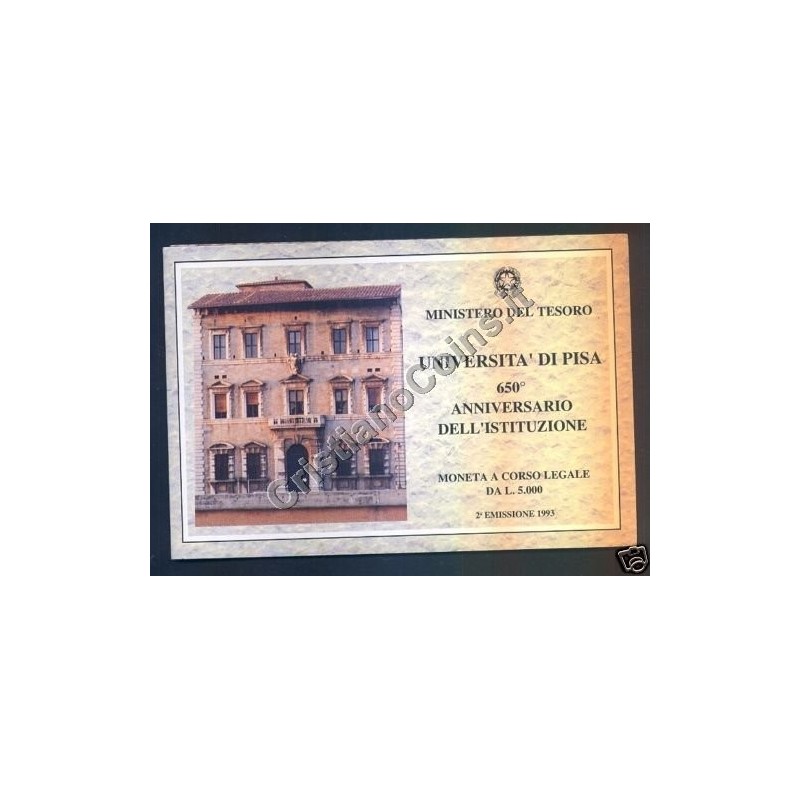 MINISTERO DEL TESORO
UNIVERSITA' DI PISA
650°
ANNIVERSARIO
DELL'ISTITUZIONE
MONETA A CORSO LEGALE
DA L. 5.000
2ª EMISSIONE 1993
CristianoCoins.it